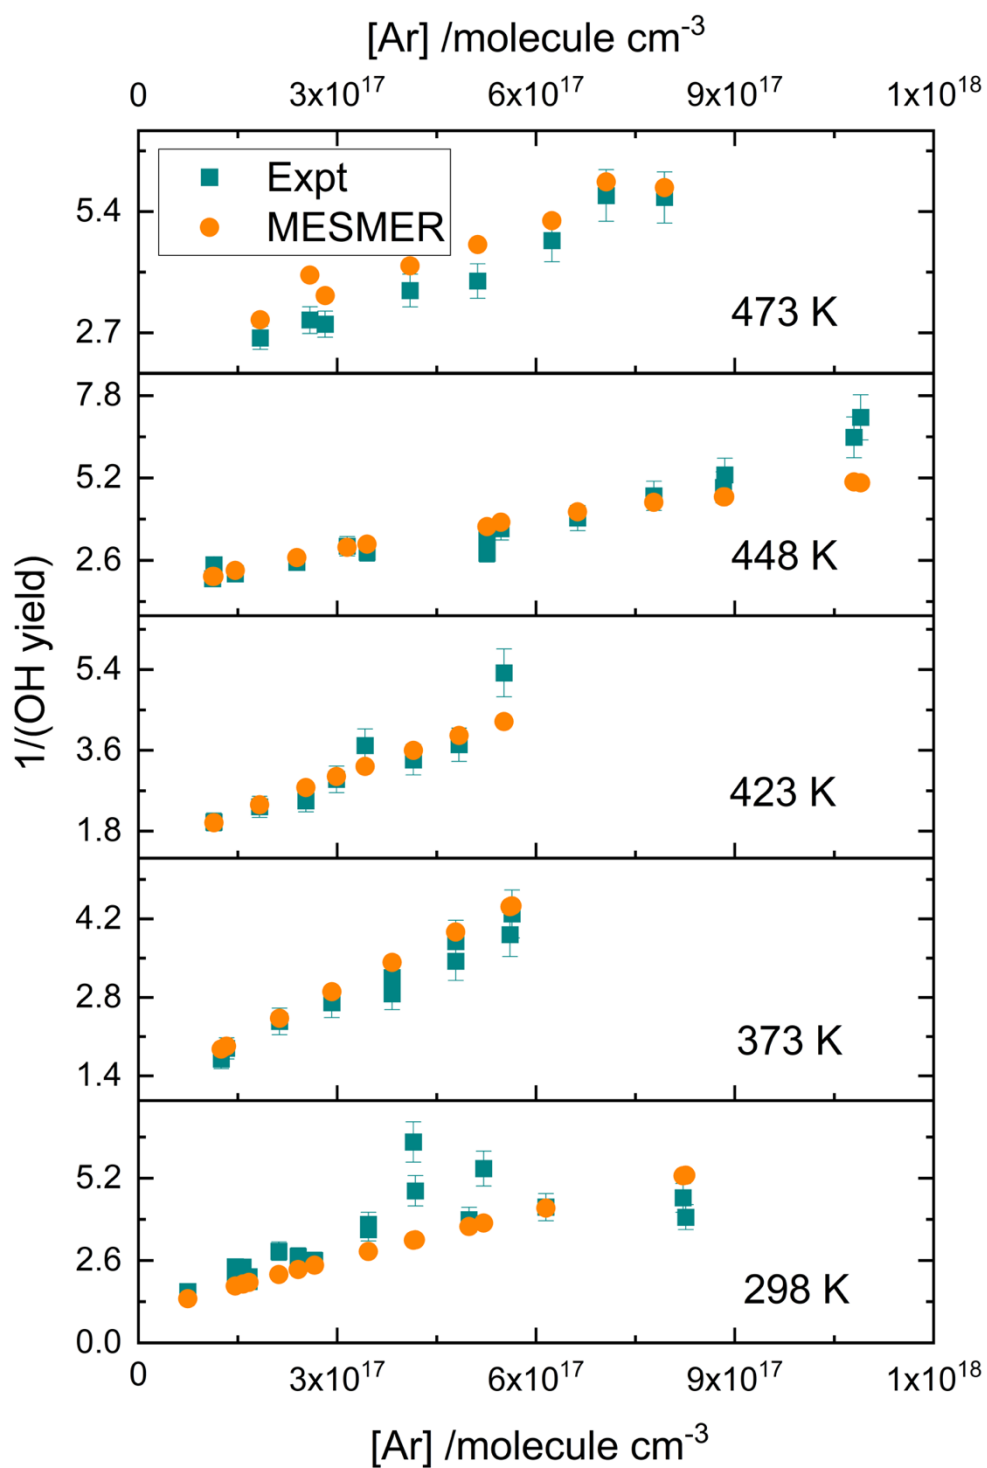 [Ar] /molecule cm⁻³
0 3x10¹⁷ 6x10¹⁷ 9x10¹⁷ 1x10¹⁸
Expt
MESMER
5.4
2.7
473 K
7.8
5.2
2.6
448 K
5.4
3.6
1.8
423 K
4.2
2.8
1.4
373 K
5.2
2.6
0.0
298 K
1/(OH yield)
0 3x10¹⁷ 6x10¹⁷ 9x10¹⁷ 1x10¹⁸
[Ar] /molecule cm⁻³